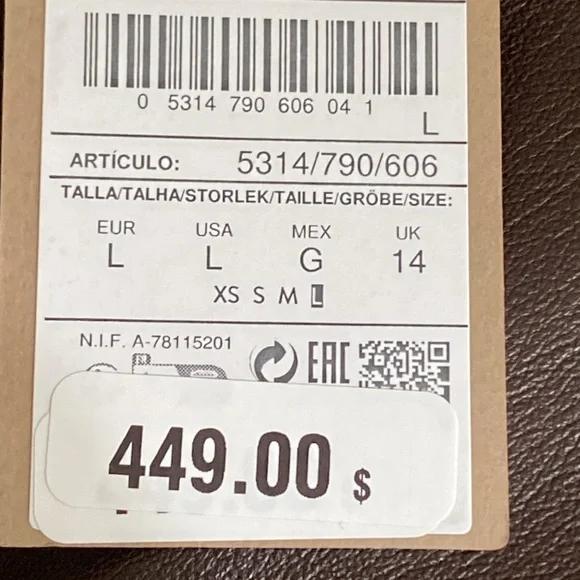 0 5314 790 606 04 1
L
ARTÍCULO: 5314/790/606
TALLA/TALHA/STORLEK/TAILLE/GRÖBE/SIZE:
EUR USA MEX UK
L L G 14
XS S M L
N.I.F. A-78115201
EAC
449.00 $